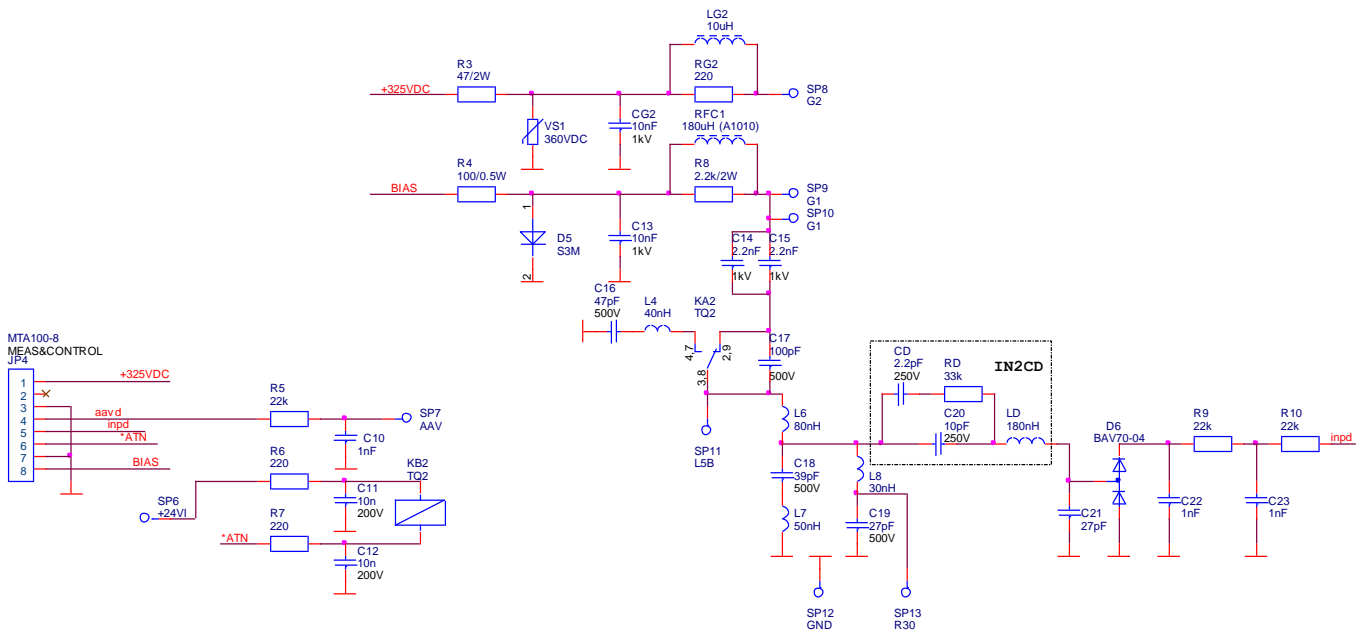 LG2
10uH
R3
47/2W
+325VDC
RG2
220
SP8
G2
VS1
360VDC
CG2
10nF
1kV
RFC1
180uH (A1010)
R4
100/0.5W
BIAS
R8
2.2k/2W
SP9
G1
SP10
G1
1
D5
S3M
2
C13
10nF
1kV
C14
2.2nF
1kV
C15
2.2nF
1kV
C16
47pF
500V
L4
40nH
KA2
TQ2
4,7
2,9
3,8
C17
100pF
500V
MTA100-8
MEAS&CONTROL
JP4
1
2
3
4
5
6
7
8
+325VDC
aavd
inpd
*ATN
BIAS
R5
22k
SP7
AAV
C10
1nF
R6
220
KB2
TQ2
SP6
+24VI
C11
10n
200V
R7
220
*ATN
C12
10n
200V
L6
80nH
SP11
L5B
C18
39pF
500V
L7
50nH
L8
30nH
C19
27pF
500V
SP12
GND
SP13
R30
CD
2.2pF
250V
RD
33k
IN2CD
C20
10pF
250V
LD
180nH
D6
BAV70-04
C21
27pF
R9
22k
R10
22k
inpd
C22
1nF
C23
1nF